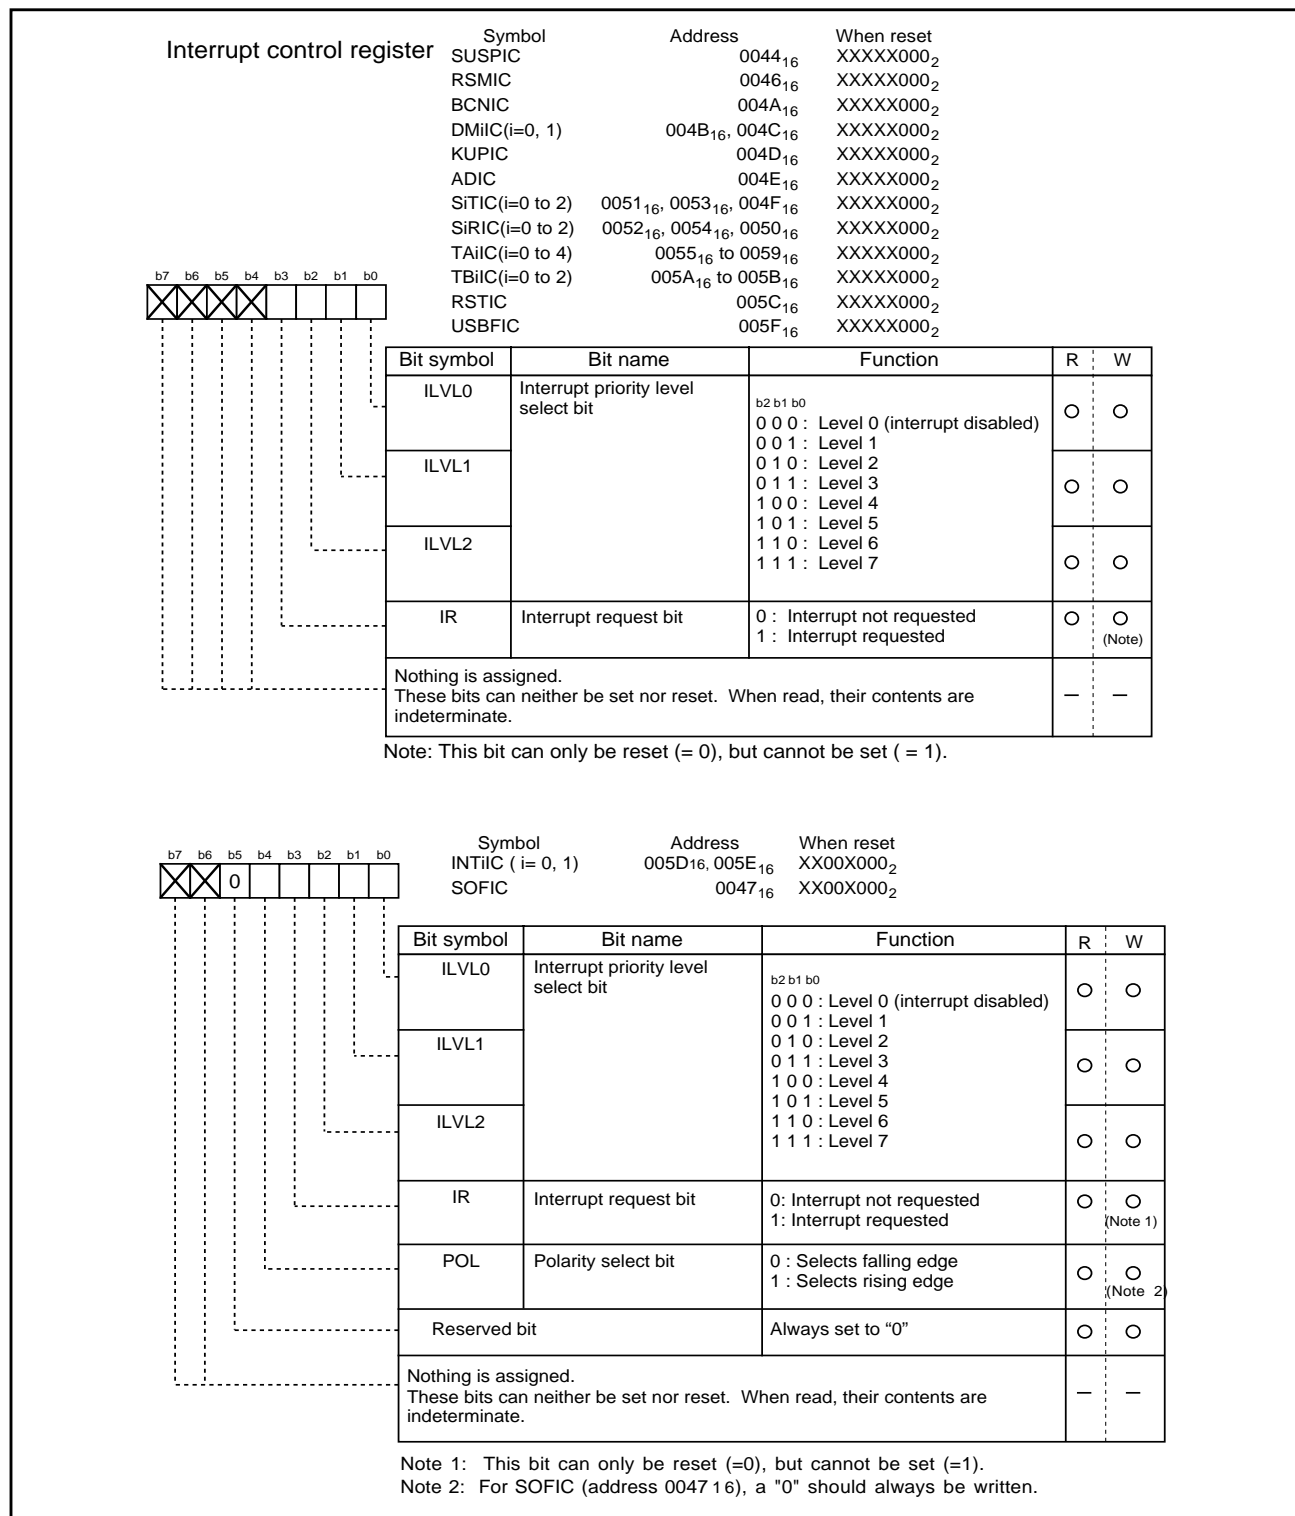 Interrupt control register
Symbol Address When reset
SUSPIC 0044₁₆ XXXXX000₂
RSMIC 0046₁₆ XXXXX000₂
BCNIC 004A₁₆ XXXXX000₂
DMiIC(i=0, 1) 004B₁₆, 004C₁₆ XXXXX000₂
KUPIC 004D₁₆ XXXXX000₂
ADIC 004E₁₆ XXXXX000₂
SiTIC(i=0 to 2) 0051₁₆, 0053₁₆, 004F₁₆ XXXXX000₂
SiRIC(i=0 to 2) 0052₁₆, 0054₁₆, 0050₁₆ XXXXX000₂
TAiIC(i=0 to 4) 0055₁₆ to 0059₁₆ XXXXX000₂
TBiIC(i=0 to 2) 005A₁₆ to 005B₁₆ XXXXX000₂
RSTIC 005C₁₆ XXXXX000₂
USBFIC 005F₁₆ XXXXX000₂
b7 b6 b5 b4 b3 b2 b1 b0
Bit symbol Bit name Function R W
ILVL0 Interrupt priority level
select bit
b2 b1 b0
0 0 0 : Level 0 (interrupt disabled)
0 0 1 : Level 1
ILVL1 0 1 0 : Level 2
0 1 1 : Level 3
1 0 0 : Level 4
1 0 1 : Level 5
ILVL2 1 1 0 : Level 6
1 1 1 : Level 7
IR Interrupt request bit 0 : Interrupt not requested
1 : Interrupt requested (Note)
Nothing is assigned.
These bits can neither be set nor reset. When read, their contents are – –
indeterminate.
Note: This bit can only be reset (= 0), but cannot be set ( = 1).
Symbol Address When reset
INTiIC ( i= 0, 1) 005D16, 005E₁₆ XX00X000₂
SOFIC 0047₁₆ XX00X000₂
b7 b6 b5 b4 b3 b2 b1 b0
0
Bit symbol Bit name Function R W
ILVL0 Interrupt priority level
select bit
b2 b1 b0
0 0 0 : Level 0 (interrupt disabled)
0 0 1 : Level 1
ILVL1 0 1 0 : Level 2
0 1 1 : Level 3
1 0 0 : Level 4
1 0 1 : Level 5
ILVL2 1 1 0 : Level 6
1 1 1 : Level 7
IR Interrupt request bit 0: Interrupt not requested
1: Interrupt requested (Note 1)
POL Polarity select bit 0 : Selects falling edge
1 : Selects rising edge (Note 2)
Reserved bit Always set to “0”
Nothing is assigned.
These bits can neither be set nor reset. When read, their contents are – –
indeterminate.
Note 1: This bit can only be reset (=0), but cannot be set (=1).
Note 2: For SOFIC (address 0047 1 6), a "0" should always be written.